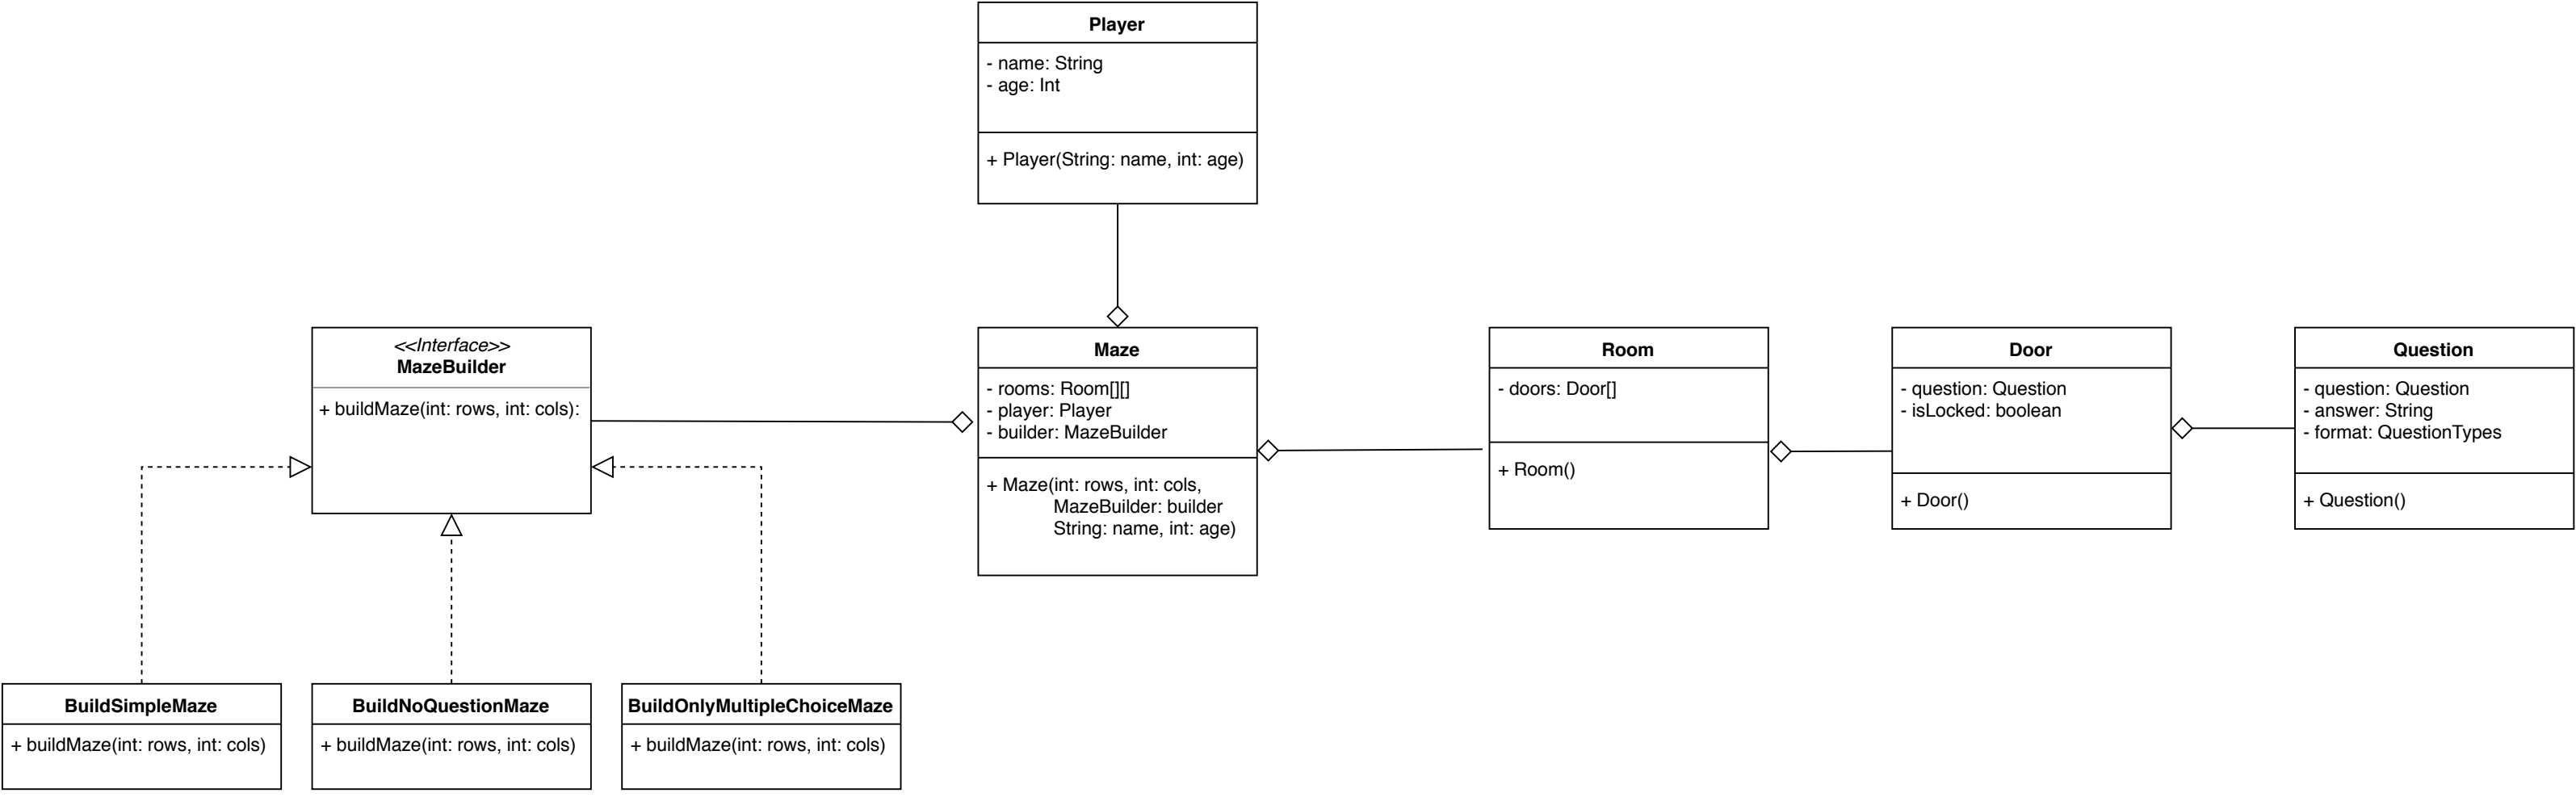 Player
- name: String
- age: Int
+ Player(String: name, int: age)
<<Interface>>
MazeBuilder
+ buildMaze(int: rows, int: cols):
Maze
- rooms: Room[][]
- player: Player
- builder: MazeBuilder
+ Maze(int: rows, int: cols,
MazeBuilder: builder
String: name, int: age)
Room
- doors: Door[]
+ Room()
Door
- question: Question
- isLocked: boolean
+ Door()
Question
- question: Question
- answer: String
- format: QuestionTypes
+ Question()
BuildSimpleMaze
+ buildMaze(int: rows, int: cols)
BuildNoQuestionMaze
+ buildMaze(int: rows, int: cols)
BuildOnlyMultipleChoiceMaze
+ buildMaze(int: rows, int: cols)